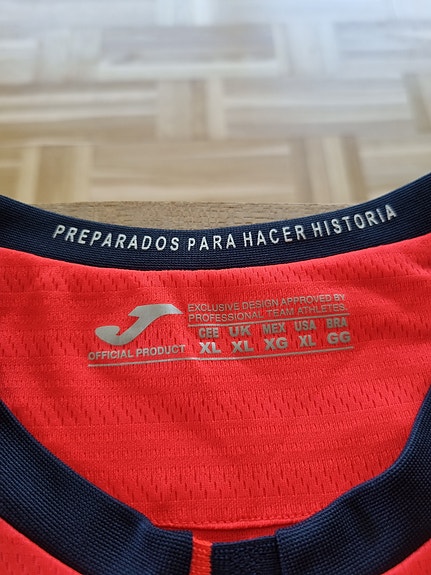 PREPARADOS PARA HACER HISTORIA
EXCLUSIVE DESIGN APPROVED BY
PROFESSIONAL TEAM ATHLETES.
OFFICIAL PRODUCT
CEE UK MEX USA BRA
XL XL XG XL GG